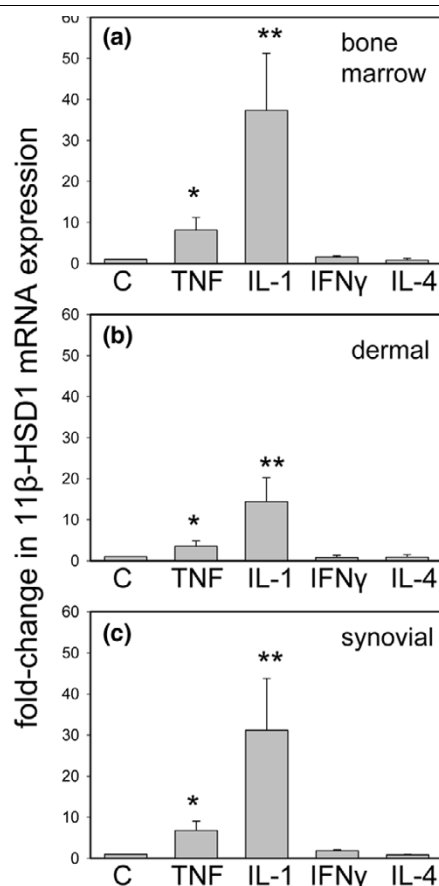 fold-change in 11β-HSD1 mRNA expression
(a)
bone
marrow
60
50
40
30
20
10
0
*
**
C TNF IL-1 IFNγ IL-4
(b)
dermal
60
50
40
30
20
10
0
*
**
C TNF IL-1 IFNγ IL-4
(c)
synovial
60
50
40
30
20
10
0
*
**
C TNF IL-1 IFNγ IL-4